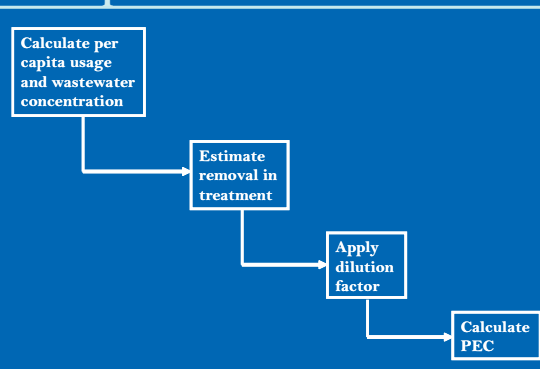 Calculate per
capita usage
and wastewater
concentration
Estimate
removal in
treatment
Apply
dilution
factor
Calculate
PEC